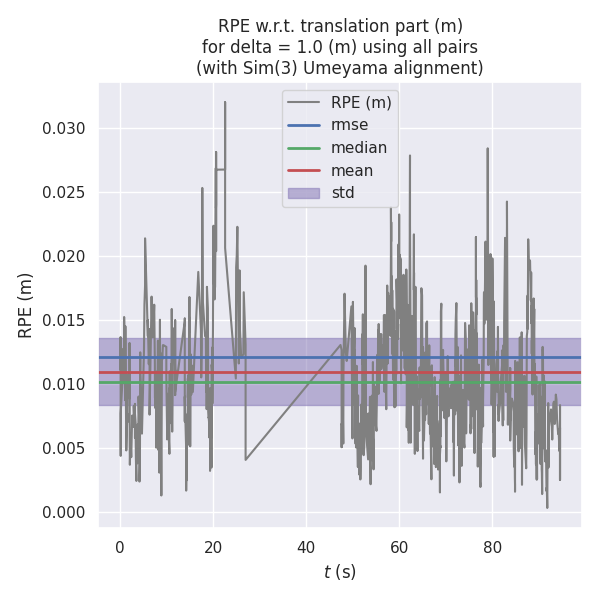 RPE w.r.t. translation part (m)
for delta = 1.0 (m) using all pairs
(with Sim(3) Umeyama alignment)
RPE (m)
rmse
median
mean
std
RPE (m)
0.030
0.025
0.020
0.015
0.010
0.005
0.000
0
20
40
60
80
t (s)